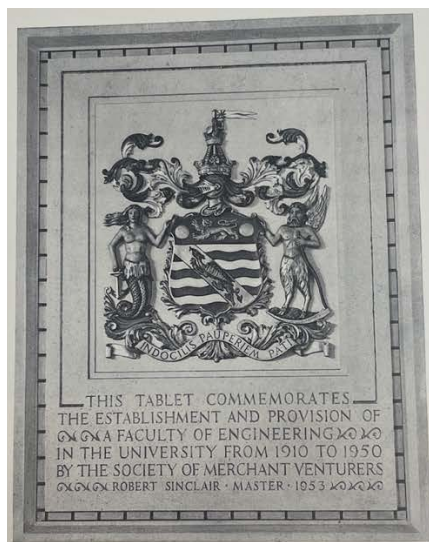 INDOCILIS PAUPERIEM PATI
THIS TABLET COMMEMORATES
THE ESTABLISHMENT AND PROVISION OF
A FACULTY OF ENGINEERING
IN THE UNIVERSITY FROM 1910 TO 1950
BY THE SOCIETY OF MERCHANT VENTURERS
ROBERT SINCLAIR · MASTER · 1953